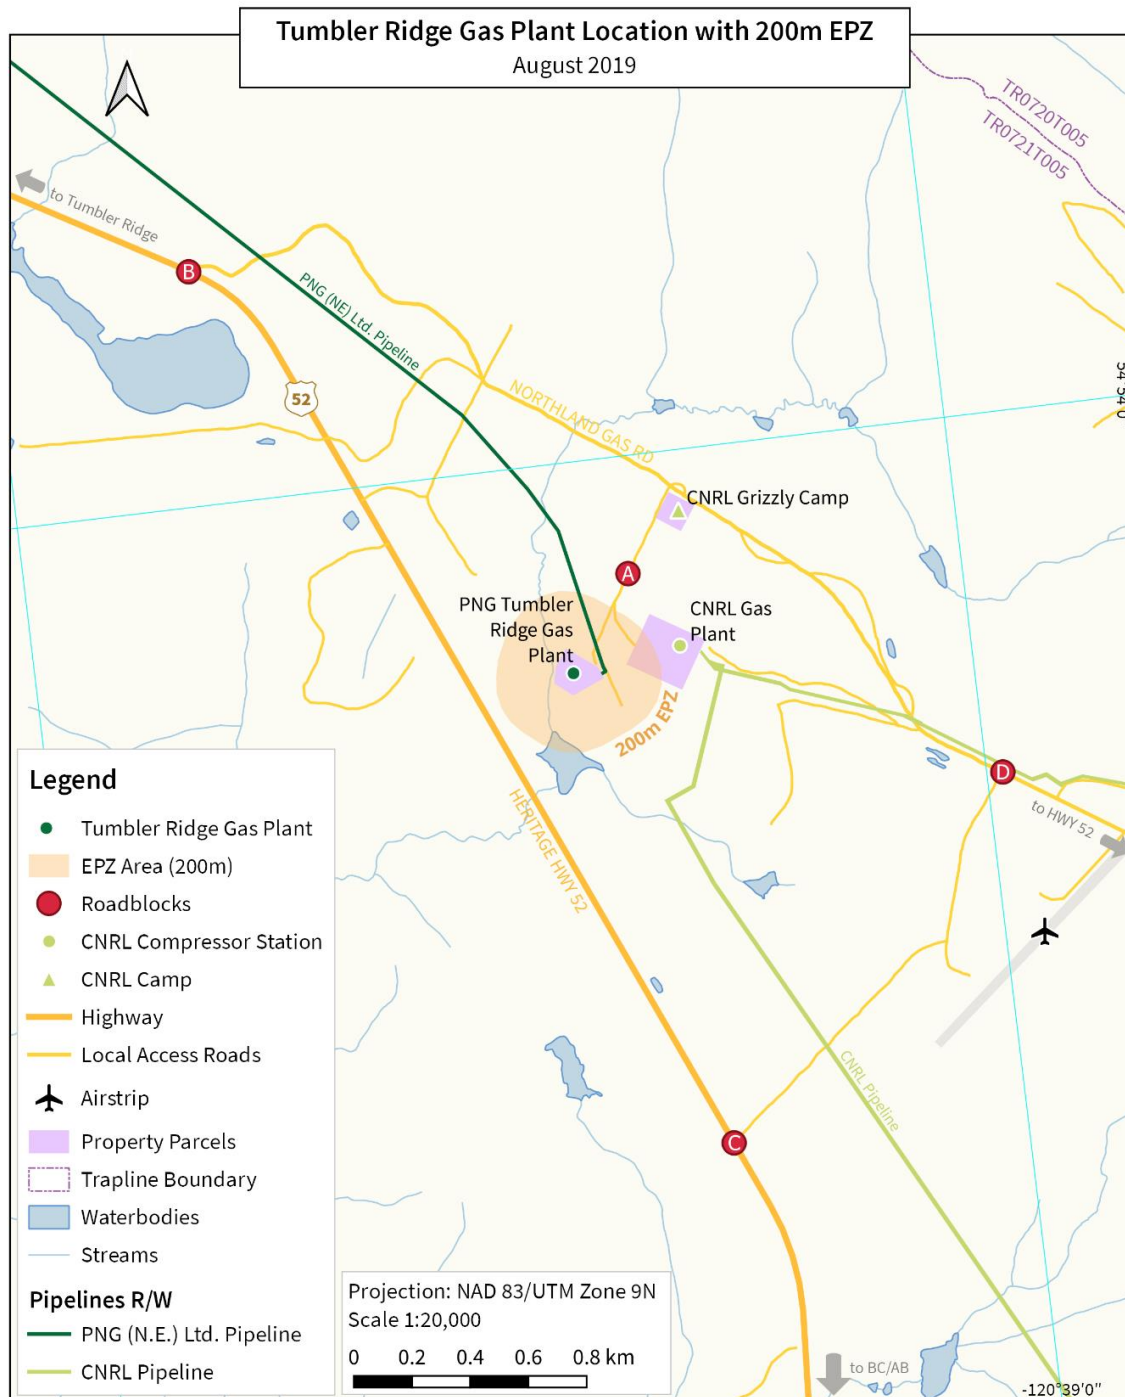 Tumbler Ridge Gas Plant Location with 200m EPZ
August 2019
TR0720T005
TR0721T005
to Tumbler Ridge
B
PNG (NE) Ltd. Pipeline
52
NORTHLAND GAS RD
54°54'0
CNRL Grizzly Camp
A
PNG Tumbler
Ridge Gas
Plant
CNRL Gas
Plant
200m EPZ
D
to HWY 52
HERITAGE HWY 52
CNRL Pipeline
C
to BC/AB
-120°39'0"
Legend
Tumbler Ridge Gas Plant
EPZ Area (200m)
Roadblocks
CNRL Compressor Station
CNRL Camp
Highway
Local Access Roads
Airstrip
Property Parcels
Trapline Boundary
Waterbodies
Streams
Pipelines R/W
PNG (N.E.) Ltd. Pipeline
CNRL Pipeline
Projection: NAD 83/UTM Zone 9N
Scale 1:20,000
0 0.2 0.4 0.6 0.8 km